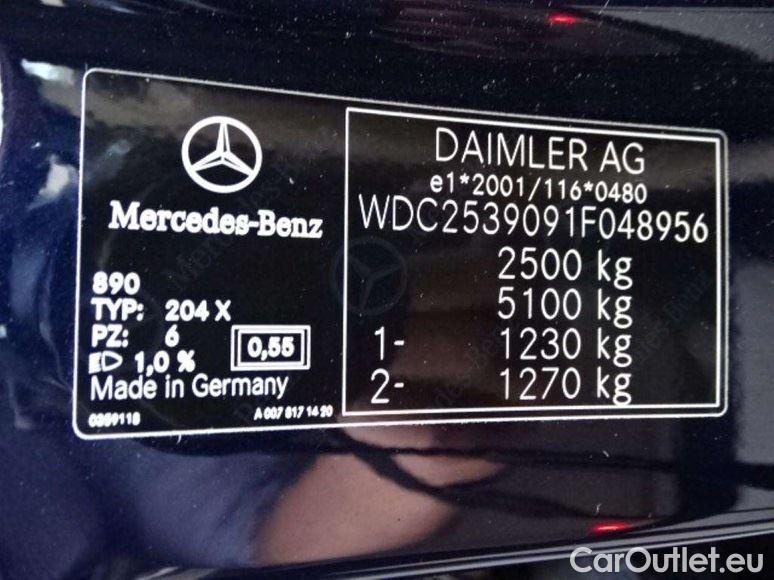 Mercedes-Benz
890
TYP: 204 X
PZ: 6
1,0 %
0,55
Made in Germany
0359118
A 007 817 14 20
DAIMLER AG
e1*2001/116*0480
WDC2539091F048956
2500 kg
5100 kg
1- 1230 kg
2- 1270 kg
CarOutlet.eu